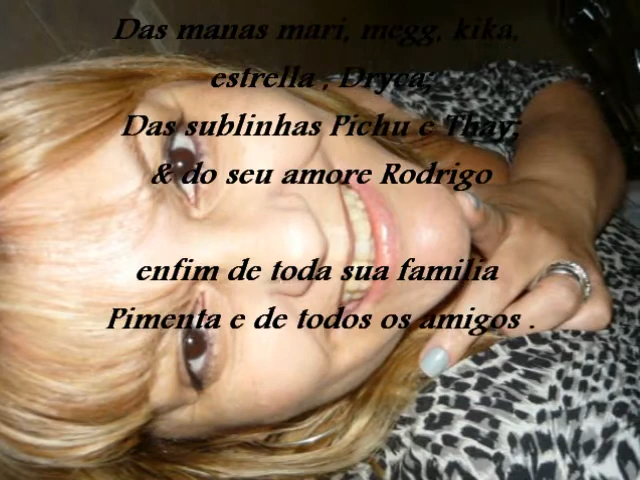 Das manas mari, megg, kika,
estrella , Dryca;
Das sublinhas Pichu e Thay;
& do seu amore Rodrigo
enfim de toda sua familia
Pimenta e de todos os amigos .